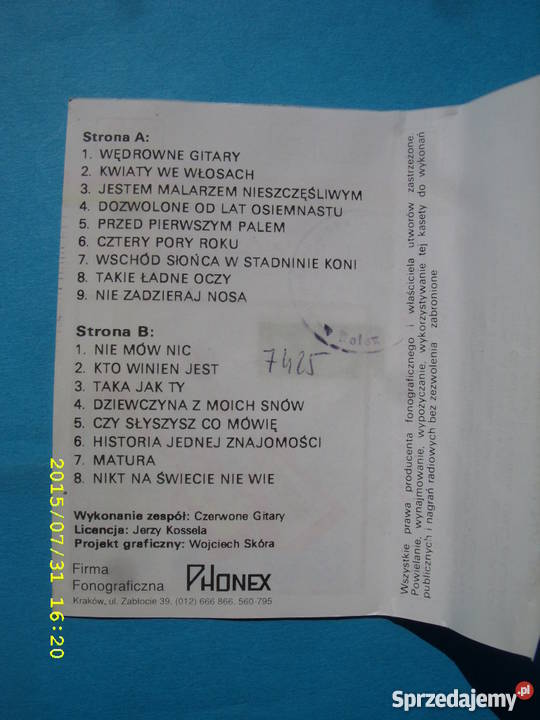 Strona A:
1. WĘDROWNE GITARY
2. KWIATY WE WŁOSACH
3. JESTEM MALARZEM NIESZCZĘŚLIWYM
4. DOZWOLONE OD LAT OSIEMNASTU
5. PRZED PIERWSZYM PALEM
6. CZTERY PORY ROKU
7. WSCHÓD SŁOŃCA W STADNINIE KONI
8. TAKIE ŁADNE OCZY
9. NIE ZADZIERAJ NOSA
Strona B:
1. NIE MÓW NIC
2. KTO WINIEN JEST
3. TAKA JAK TY
4. DZIEWCZYNA Z MOICH SNÓW
5. CZY SŁYSZYSZ CO MÓWIĘ
6. HISTORIA JEDNEJ ZNAJOMOŚCI
7. MATURA
8. NIKT NA ŚWIECIE NIE WIE
7425
Wykonanie zespół: Czerwone Gitary
Licencja: Jerzy Kossela
Projekt graficzny: Wojciech Skóra
Firma
Fonograficzna PHONEX
Kraków, ul. Zabłocie 39, (012) 666 866, 560-795
Wszystkie prawa producenta fonograficznego i właściciela utworów zastrzeżone
Powielanie, wynajmowanie, wypożyczanie, wykorzystywanie tej kasety do wykonań
publicznych i nagrań radiowych bez zezwolenia zabronione
2015/07/31 16:20
Sprzedajemy.pl